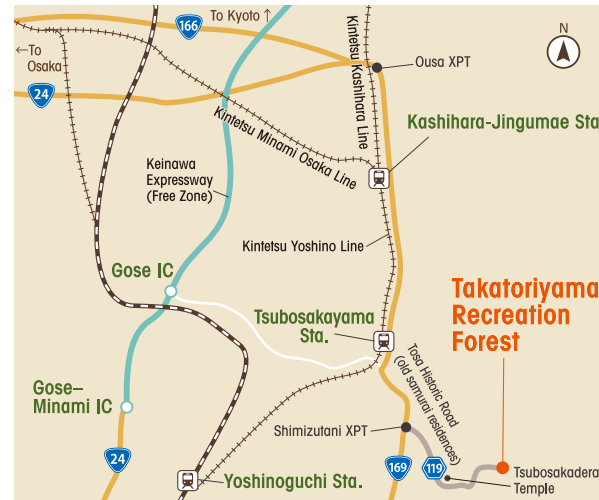 To Kyoto ↑
166
←To
Osaka
24
N
Ousa XPT
Kintetsu
Kashihara Line
Kashihara-Jingumae Sta
Kintetsu Minami Osaka Line
Keinawa
Expressway
(Free Zone)
Kintetsu Yoshino Line
Gose IC
Takatoriyama
Recreation
Forest
Tsubosakayama
Sta.
Tosa Historic Road
(old samurai residences)
Gose–
Minami IC
Shimizutani XPT
24
169
119
Tsubosakadera
Temple
Yoshinoguchi Sta.